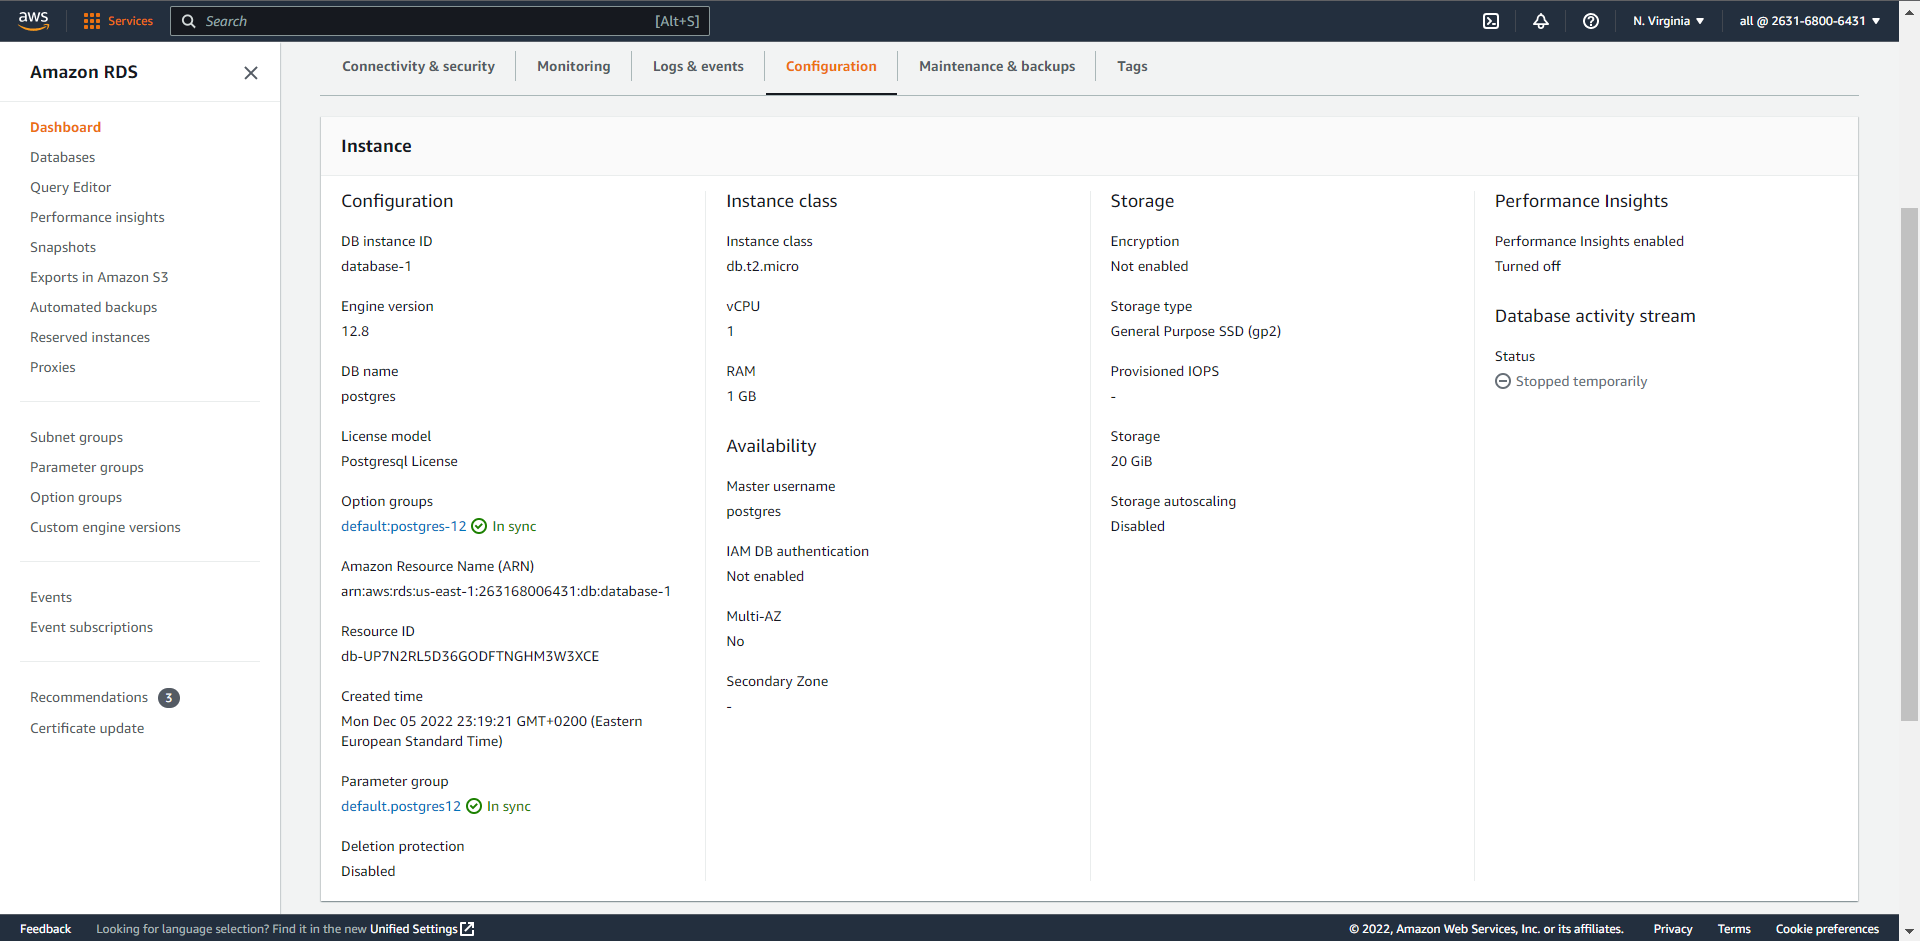 aws
Services
Search
[Alt+S]
N. Virginia
all @ 2631-6800-6431
Amazon RDS
Dashboard
Databases
Query Editor
Performance insights
Snapshots
Exports in Amazon S3
Automated backups
Reserved instances
Proxies
Subnet groups
Parameter groups
Option groups
Custom engine versions
Events
Event subscriptions
Recommendations 3
Certificate update
Connectivity & security
Monitoring
Logs & events
Configuration
Maintenance & backups
Tags
Instance
Configuration
DB instance ID
database-1
Engine version
12.8
DB name
postgres
License model
Postgresql License
Option groups
default:postgres-12 In sync
Amazon Resource Name (ARN)
arn:aws:rds:us-east-1:263168006431:db:database-1
Resource ID
db-UP7N2RL5D36GODFTNGHM3W3XCE
Created time
Mon Dec 05 2022 23:19:21 GMT+0200 (Eastern
European Standard Time)
Parameter group
default.postgres12 In sync
Deletion protection
Disabled
Instance class
Instance class
db.t2.micro
vCPU
1
RAM
1 GB
Availability
Master username
postgres
IAM DB authentication
Not enabled
Multi-AZ
No
Secondary Zone
-
Storage
Encryption
Not enabled
Storage type
General Purpose SSD (gp2)
Provisioned IOPS
-
Storage
20 GiB
Storage autoscaling
Disabled
Performance Insights
Performance Insights enabled
Turned off
Database activity stream
Status
Stopped temporarily
Feedback
Looking for language selection? Find it in the new Unified Settings
© 2022, Amazon Web Services, Inc. or its affiliates.
Privacy
Terms
Cookie preferences